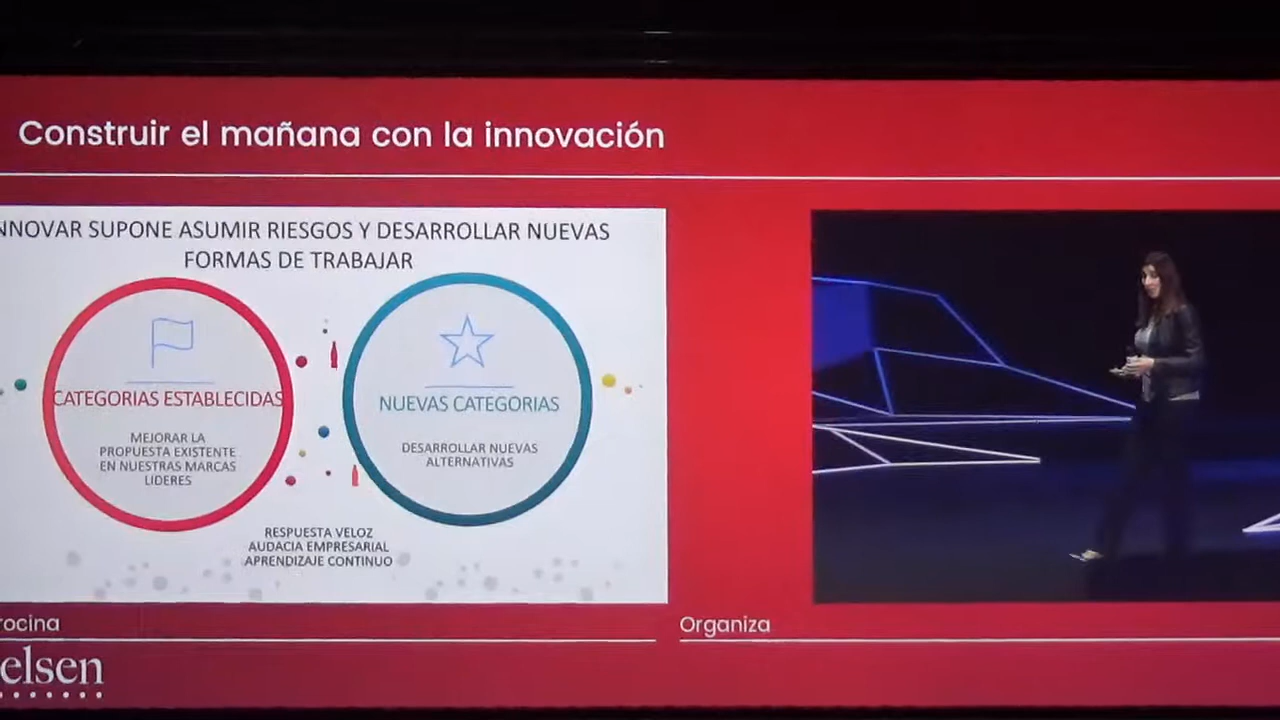 Construir el mañana con la innovación
NNOVAR SUPONE ASUMIR RIESGOS Y DESARROLLAR NUEVAS
FORMAS DE TRABAJAR
CATEGORIAS ESTABLECIDAS
MEJORAR LA
PROPUESTA EXISTENTE
EN NUESTRAS MARCAS
LIDERES
NUEVAS CATEGORIAS
DESARROLLAR NUEVAS
ALTERNATIVAS
RESPUESTA VELOZ
AUDACIA EMPRESARIAL
APRENDIZAJE CONTINUO
rocina
Organiza
elsen